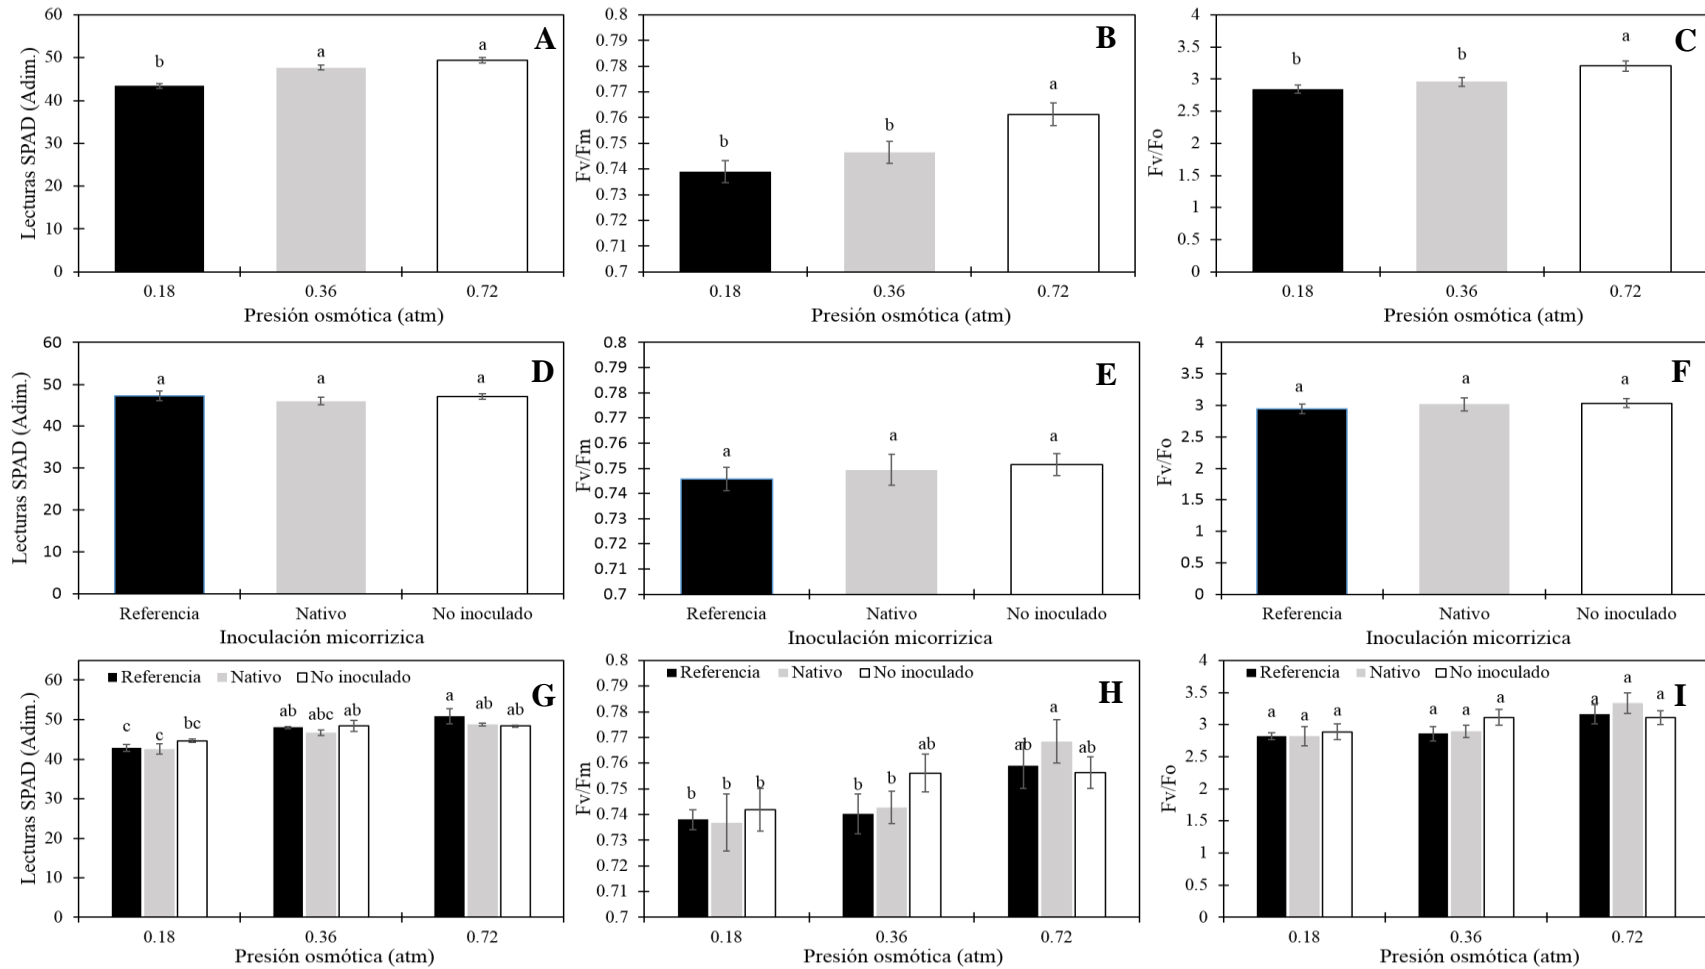 A
Lecturas SPAD (Adim.)
60
50
40
30
20
10
0
b
a
a
0.18 0.36 0.72
Presión osmótica (atm)
B
Fv/Fm
0.8
0.79
0.78
0.77
0.76
0.75
0.74
0.73
0.72
0.71
0.7
b
b
a
0.18 0.36 0.72
Presión osmótica (atm)
C
Fv/Fo
4
3.5
3
2.5
2
1.5
1
0.5
0
b
b
a
0.18 0.36 0.72
Presión osmótica (atm)
D
Lecturas SPAD (Adim.)
60
50
40
30
20
10
0
a
a
a
Referencia Nativo No inoculado
Inoculación micorrizica
E
Fv/Fm
0.8
0.79
0.78
0.77
0.76
0.75
0.74
0.73
0.72
0.71
0.7
a
a
a
Referencia Nativo No inoculado
Inoculación micorrizica
F
Fv/Fo
4
3.5
3
2.5
2
1.5
1
0.5
0
a
a
a
Referencia Nativo No inoculado
Inoculación micorrizica
Referencia Nativo No inoculado
G
Lecturas SPAD (Adim.)
60
50
40
30
20
10
0
c c bc
ab abc ab
a ab ab
0.18 0.36 0.72
Presión osmótica (atm)
Referencia Nativo No inoculado
H
Fv/Fm
0.8
0.79
0.78
0.77
0.76
0.75
0.74
0.73
0.72
0.71
0.7
b b b
b b ab
ab a ab
0.18 0.36 0.72
Presión osmótica (atm)
Referencia Nativo No inoculado
I
Fv/Fo
4
3.5
3
2.5
2
1.5
1
0.5
0
a a a
a a a
a a a
0.18 0.36 0.72
Presión osmótica (atm)